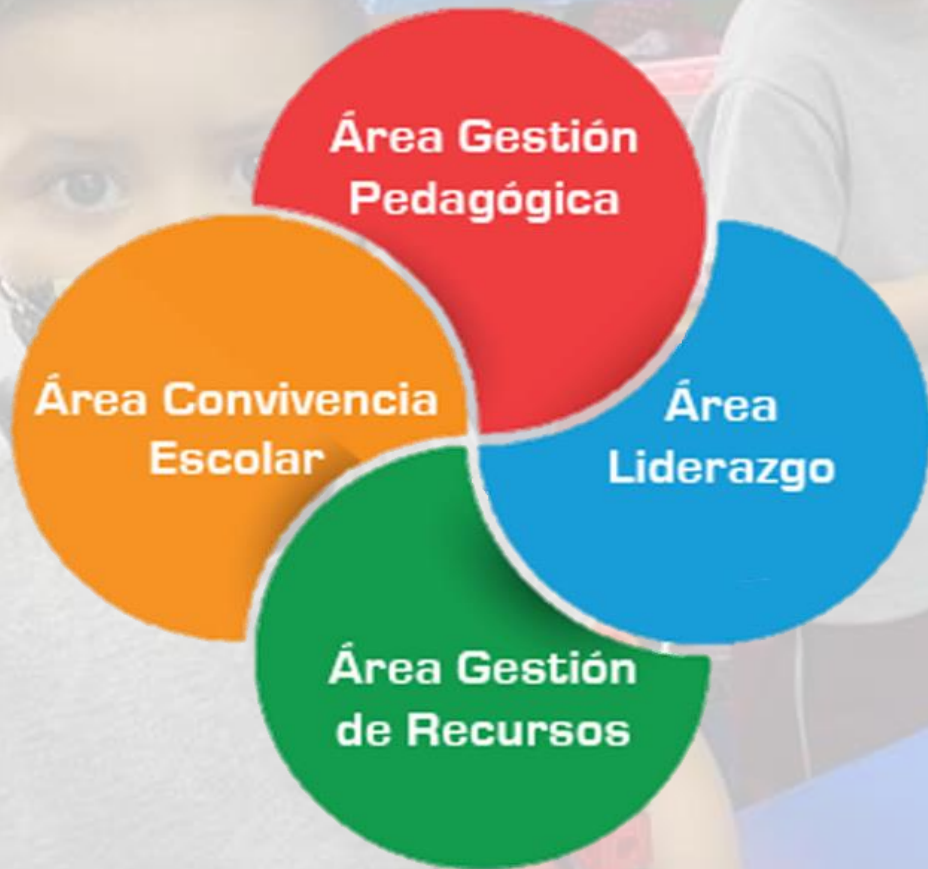 Área Gestión
Pedagógica
Área Convivencia
Escolar
Área
Liderazgo
Área Gestión
de Recursos